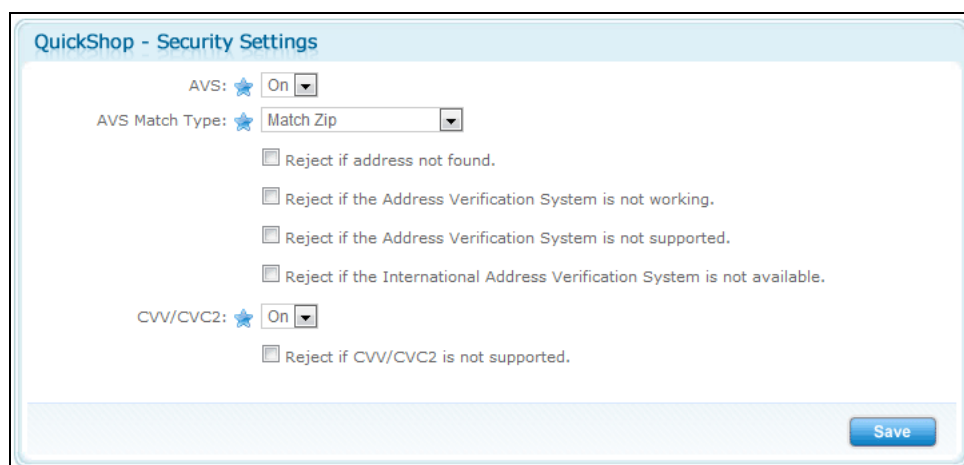 QuickShop - Security Settings
AVS: On
AVS Match Type: Match Zip
Reject if address not found.
Reject if the Address Verification System is not working.
Reject if the Address Verification System is not supported.
Reject if the International Address Verification System is not available.
CVV/CVC2: On
Reject if CVV/CVC2 is not supported.
Save